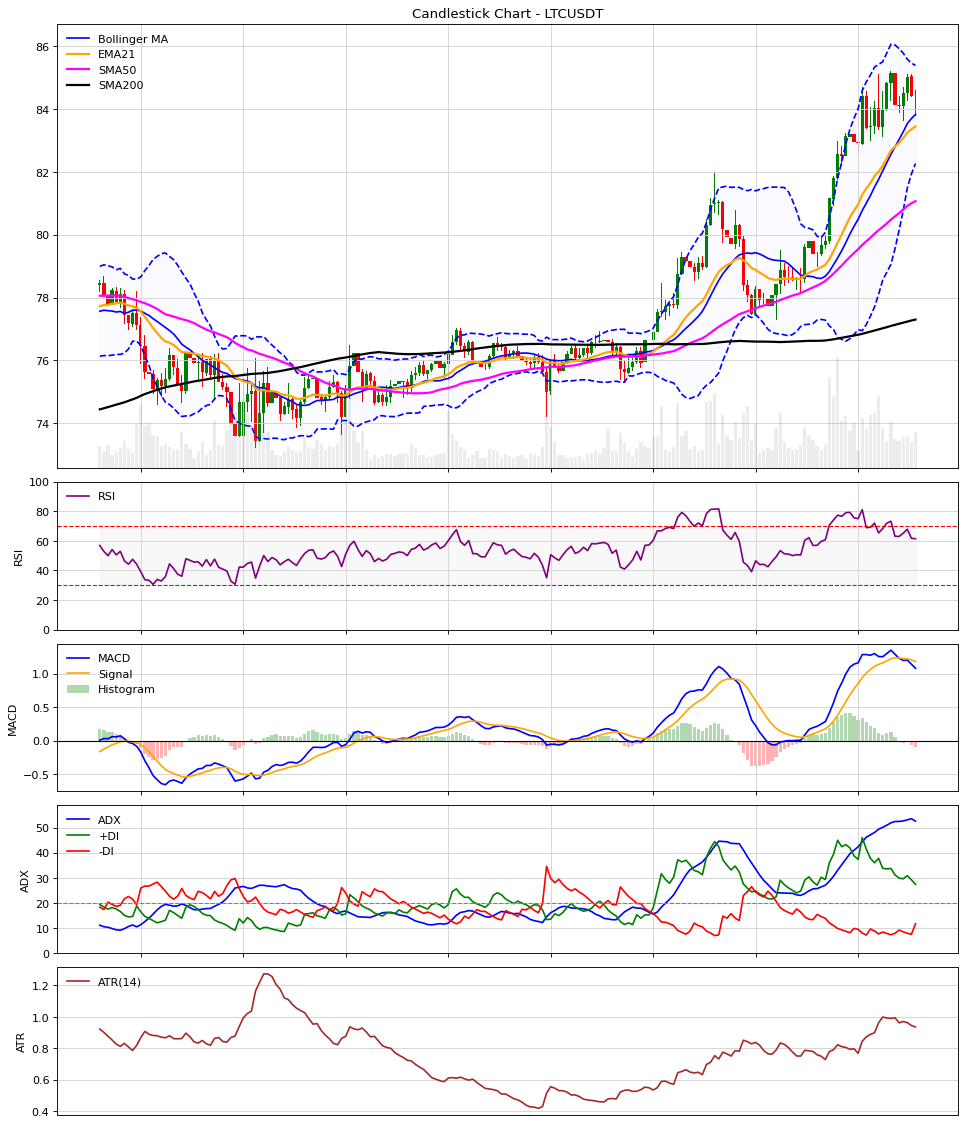 Candlestick Chart - LTCUSDT
Bollinger MA
EMA21
SMA50
SMA200
86
84
82
80
78
76
74
RSI
RSI
100
80
60
40
20
0
MACD
Signal
Histogram
MACD
1.0
0.5
0.0
−0.5
ADX
+DI
-DI
ADX
50
40
30
20
10
0
ATR(14)
ATR
1.2
1.0
0.8
0.6
0.4